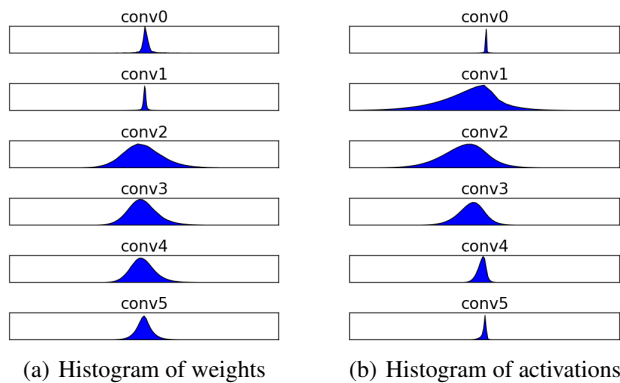 conv0
conv1
conv2
conv3
conv4
conv5
(a) Histogram of weights
conv0
conv1
conv2
conv3
conv4
conv5
(b) Histogram of activations